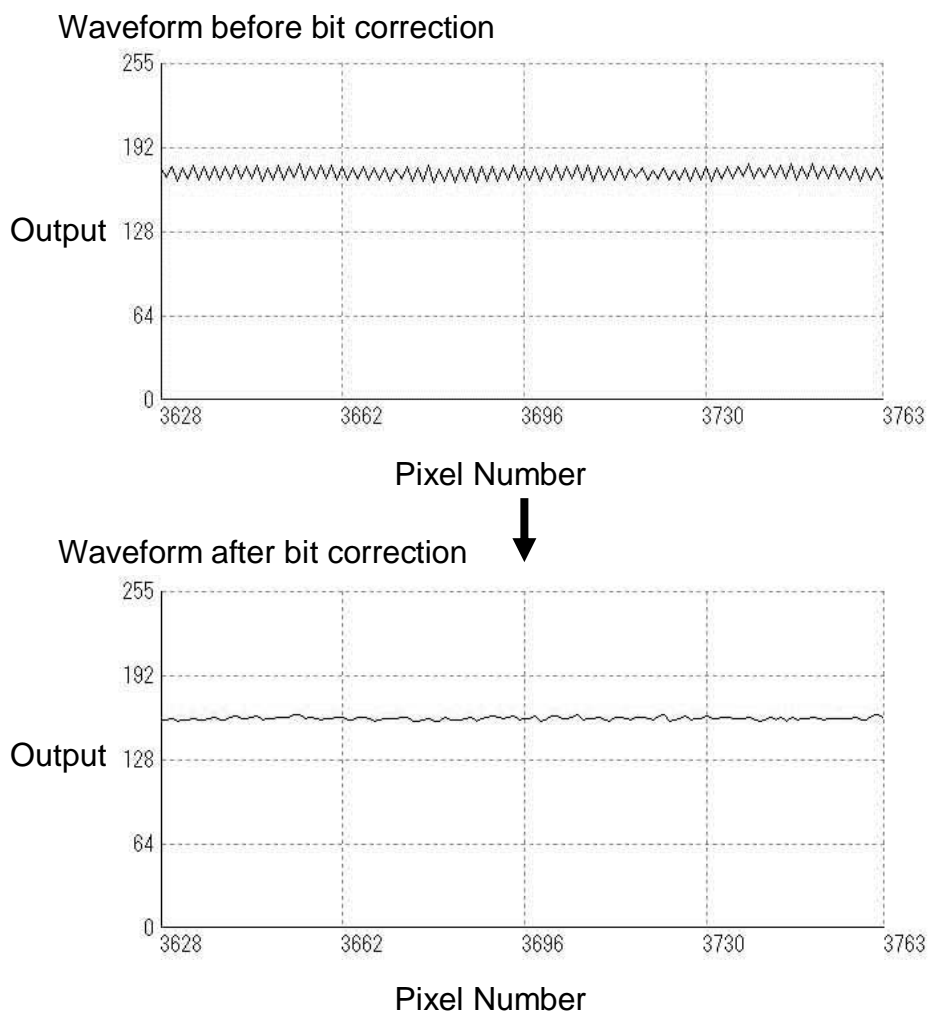 Waveform before bit correction
255
192
Output 128
64
0
3628 3662 3696 3730 3763
Pixel Number
Waveform after bit correction
255
192
Output 128
64
0
3628 3662 3696 3730 3763
Pixel Number